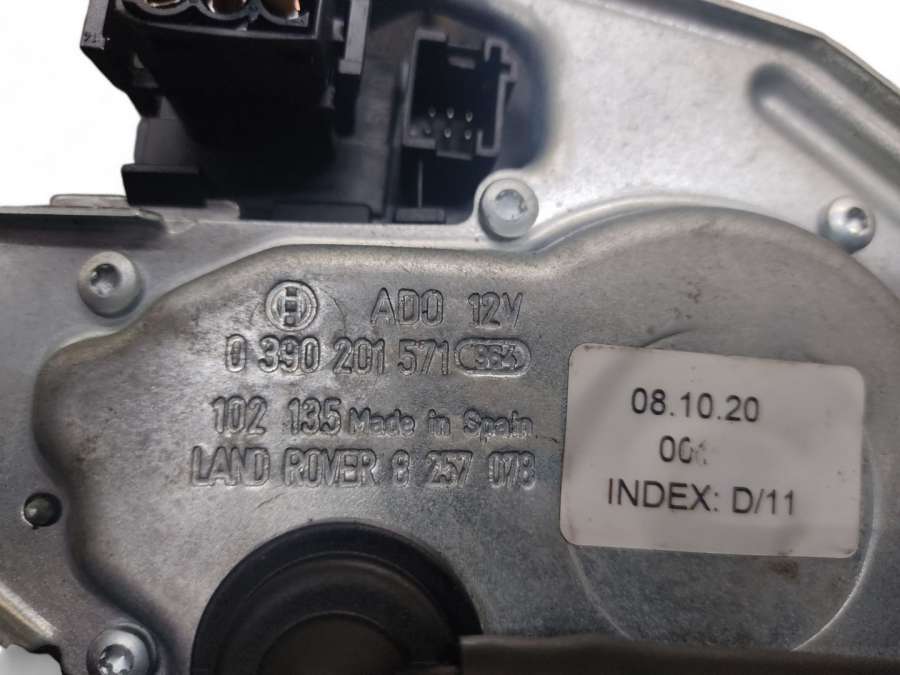 ADO 12V
0 390 201 571
102 135 Made in Spain
LAND ROVER 8 257 078
08.10.20
INDEX: D/11